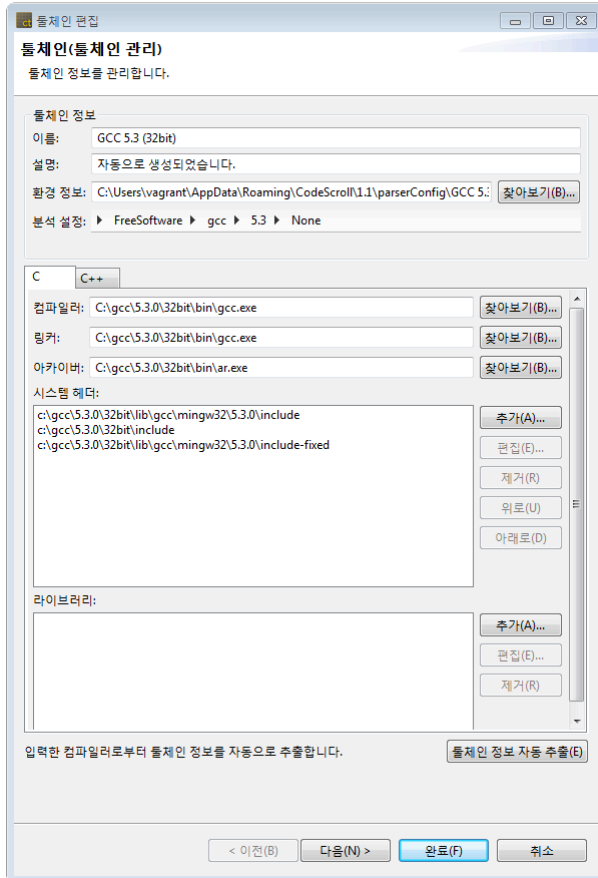 ct 툴체인 편집
툴체인(툴체인 관리)
툴체인 정보를 관리합니다.
툴체인 정보
이름: GCC 5.3 (32bit)
설명: 자동으로 생성되었습니다.
환경 정보: C:\Users\vagrant\AppData\Roaming\CodeScroll\1.1\parserConfig\GCC 5.: 찾아보기(B)...
분석 설정: FreeSoftware gcc 5.3 None
C C++
컴파일러: C:\gcc\5.3.0\32bit\bin\gcc.exe 찾아보기(B)...
링커: C:\gcc\5.3.0\32bit\bin\gcc.exe 찾아보기(B)...
아카이버: C:\gcc\5.3.0\32bit\bin\ar.exe 찾아보기(B)...
시스템 헤더:
c:\gcc\5.3.0\32bit\lib\gcc\mingw32\5.3.0\include
c:\gcc\5.3.0\32bit\include
c:\gcc\5.3.0\32bit\lib\gcc\mingw32\5.3.0\include-fixed
추가(A)...
편집(E)...
제거(R)
위로(U)
아래로(D)
라이브러리:
추가(A)...
편집(E)...
제거(R)
입력한 컴파일러로부터 툴체인 정보를 자동으로 추출합니다. 툴체인 정보 자동 추출(E)
< 이전(B) 다음(N) > 완료(F) 취소